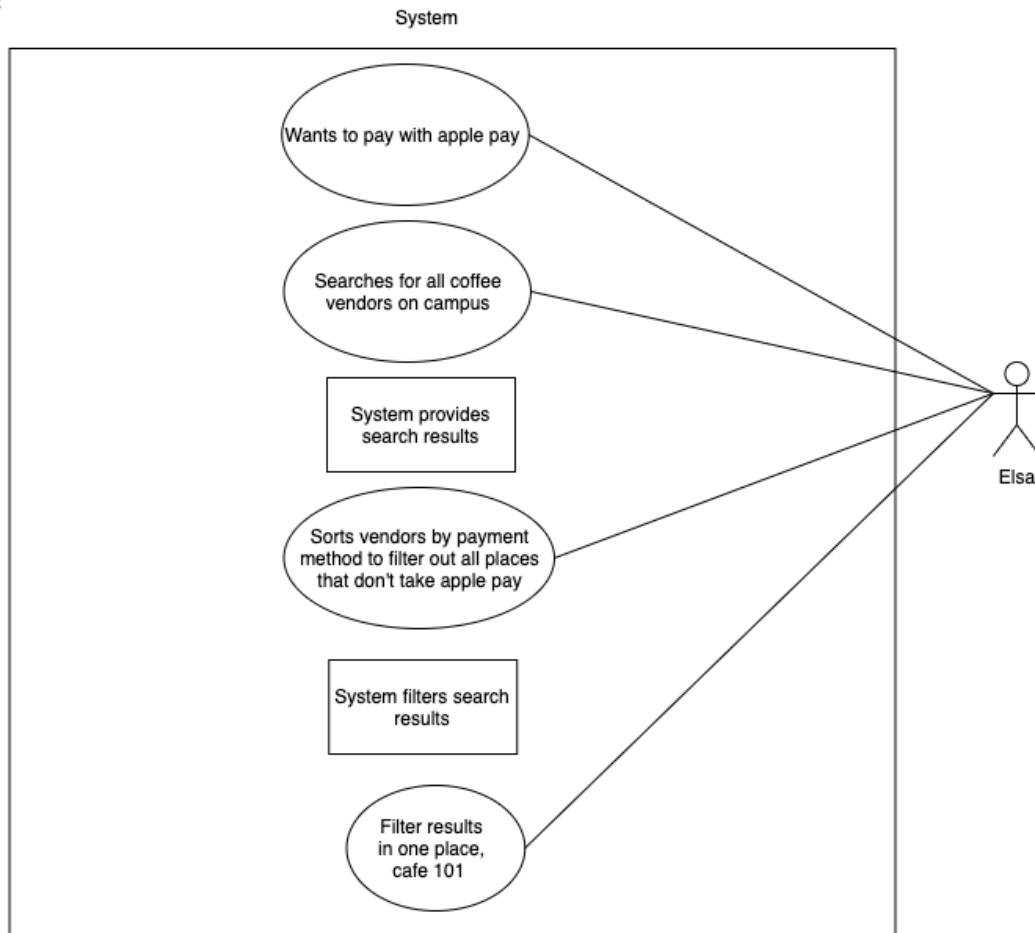 System
Wants to pay with apple pay
Searches for all coffee
vendors on campus
System provides
search results
Elsa
Sorts vendors by payment
method to filter out all places
that don't take apple pay
System filters search
results
Filter results
in one place,
cafe 101